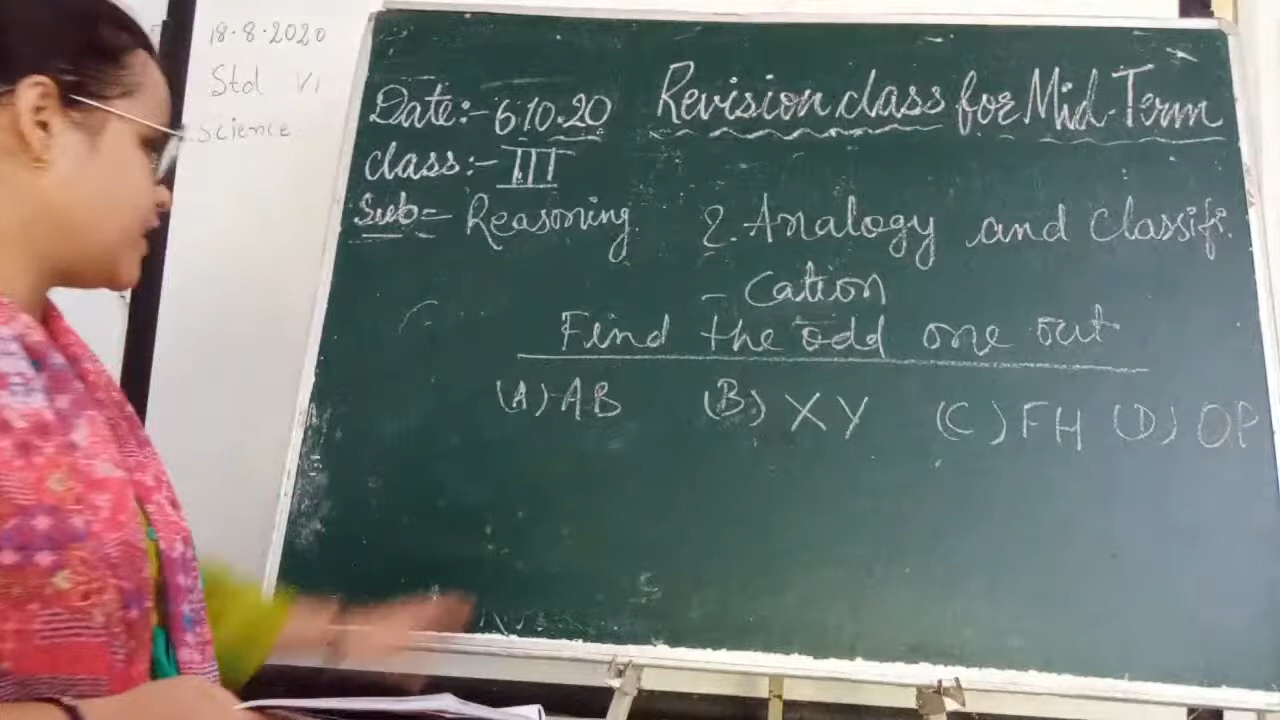 18.8.2020
Std VI
science
Date:- 6.10.20 Revision class for Mid-Term
class:- III
Sub:- Reasoning 2. Analogy and Classifi
- cation
Find the odd one out
(A) AB (B) XY (C) FH (D) OP